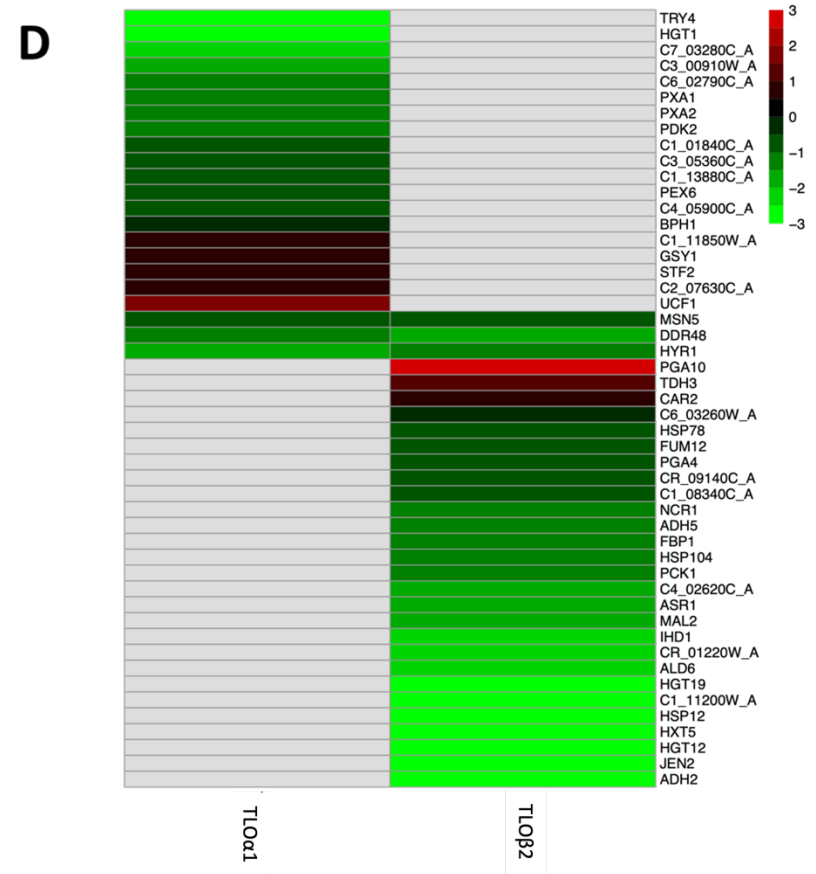 D
TRY4
HGT1
C7_03280C_A
C3_00910W_A
C6_02790C_A
PXA1
PXA2
PDK2
C1_01840C_A
C3_05360C_A
C1_13880C_A
PEX6
C4_05900C_A
BPH1
C1_11850W_A
GSY1
STF2
C2_07630C_A
UCF1
MSN5
DDR48
HYR1
PGA10
TDH3
CAR2
C6_03260W_A
HSP78
FUM12
PGA4
CR_09140C_A
C1_08340C_A
NCR1
ADH5
FBP1
HSP104
PCK1
C4_02620C_A
ASR1
MAL2
IHD1
CR_01220W_A
ALD6
HGT19
C1_11200W_A
HSP12
HXT5
HGT12
JEN2
ADH2
3
2
1
0
−1
−2
−3
TLOα1
TLOβ2